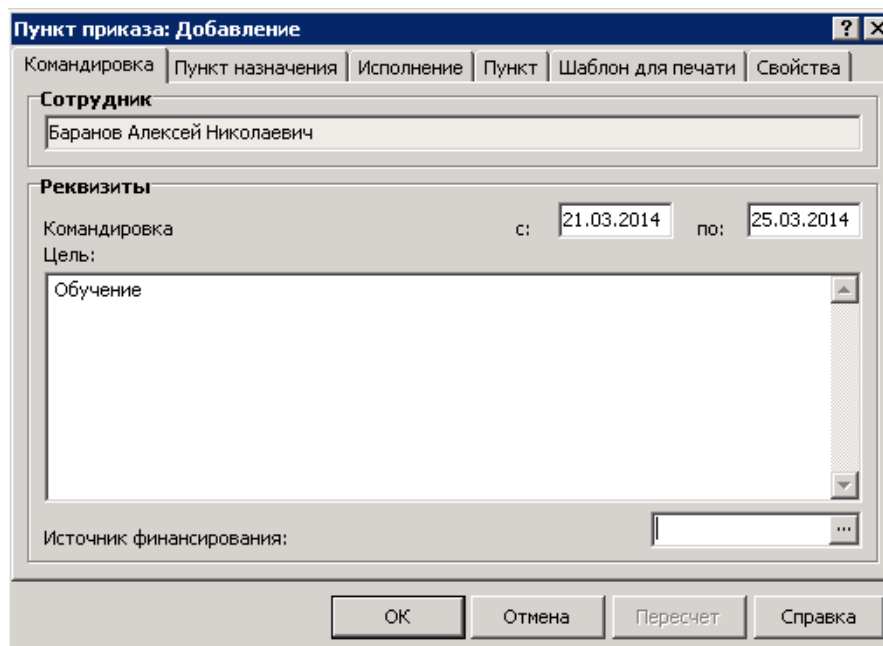 Пункт приказа: Добавление
Командировка Пункт назначения Исполнение Пункт Шаблон для печати Свойства
Сотрудник
Баранов Алексей Николаевич
Реквизиты
Командировка с: 21.03.2014 по: 25.03.2014
Цель:
Обучение
Источник финансирования: ...
ОК Отмена Пересчет Справка